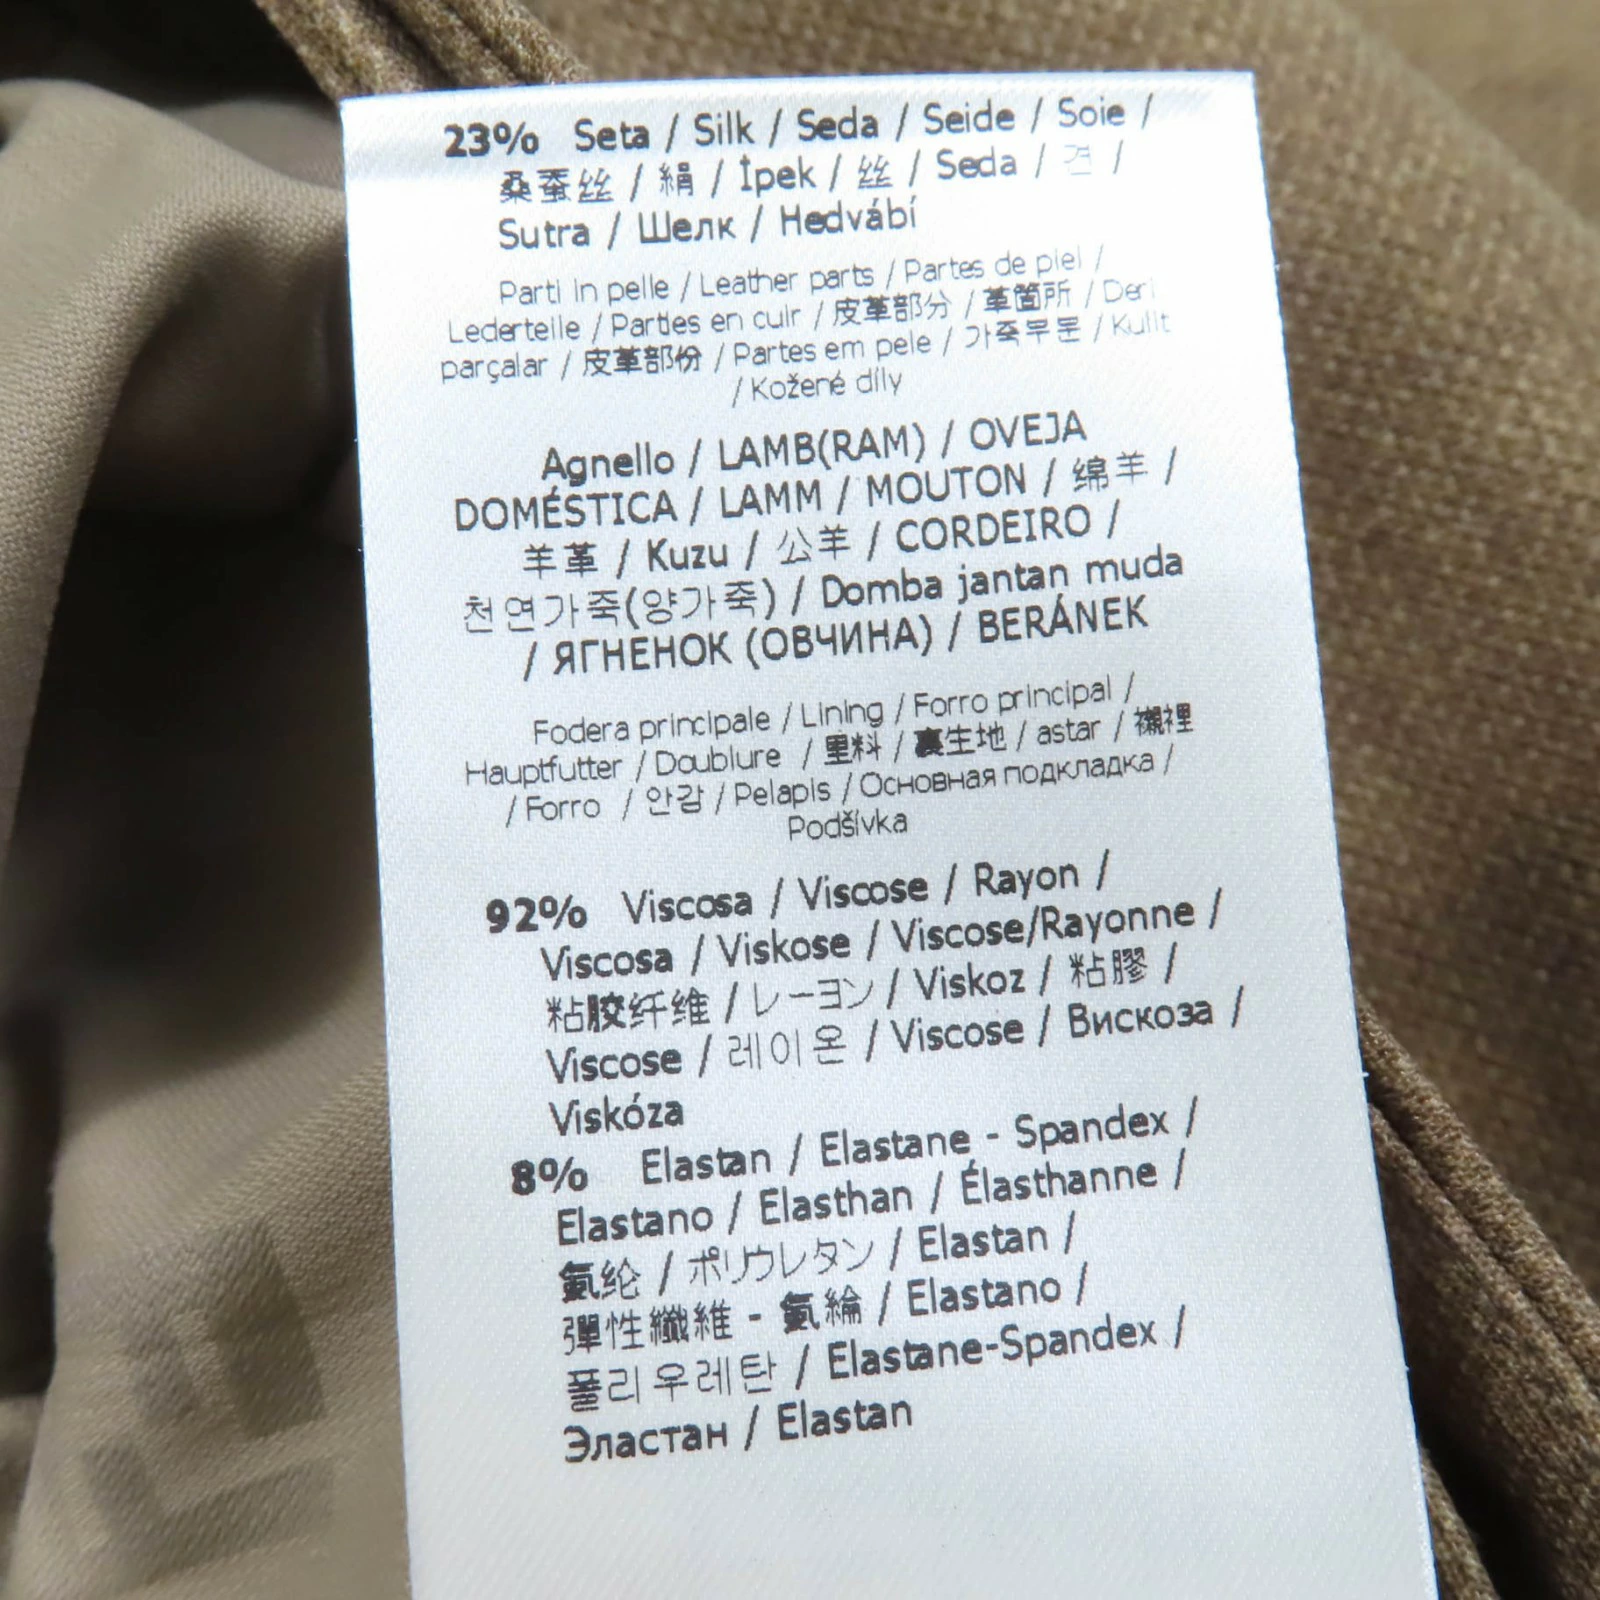 23% Seta / Silk / Seda / Seide / Soie /
桑蚕丝 / 絹 / İpek / 丝 / Seda / 견 /
Sutra / Шелк / Hedvábí
Parti in pelle / Leather parts / Partes de piel /
Lederteile / Parties en cuir / 皮革部分 / 革箇所 / Deri
parçalar / 皮革部份 / Partes em pele / 가죽부분 / Kulit
/ Kožené díly
Agnello / LAMB(RAM) / OVEJA
DOMÉSTICA / LAMM / MOUTON / 绵羊 /
羊革 / Kuzu / 公羊 / CORDEIRO /
천연가죽(양가죽) / Domba jantan muda
/ ЯГНЕНОК (ОВЧИНА) / BERÁNEK
Fodera principale / Lining / Forro principal /
Hauptfutter / Doublure / 里料 / 裏生地 / astar / 襯裡
/ Forro / 안감 / Pelapis / Основная подкладка /
Podšívka
92% Viscosa / Viscose / Rayon /
Viscosa / Viskose / Viscose/Rayonne /
粘胶纤维 / レーヨン / Viskoz / 粘膠 /
Viscose / 레이온 / Viscose / Вискоза /
Viskóza
8% Elastan / Elastane - Spandex /
Elastano / Elasthan / Élasthanne /
氨纶 / ポリウレタン / Elastan /
彈性纖維 - 氨綸 / Elastano /
폴리우레탄 / Elastane-Spandex /
Эластан / Elastan